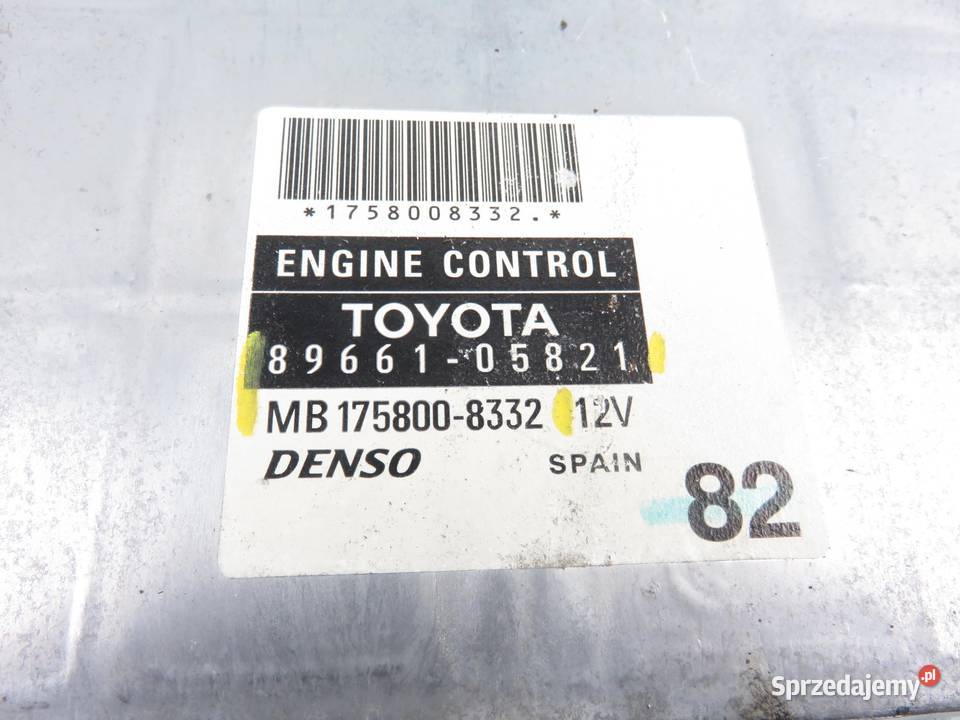 *1758008332.*
ENGINE CONTROL
TOYOTA
89661-05821
MB 175800-8332 12V
DENSO SPAIN
82
Sprzedajemy.pl